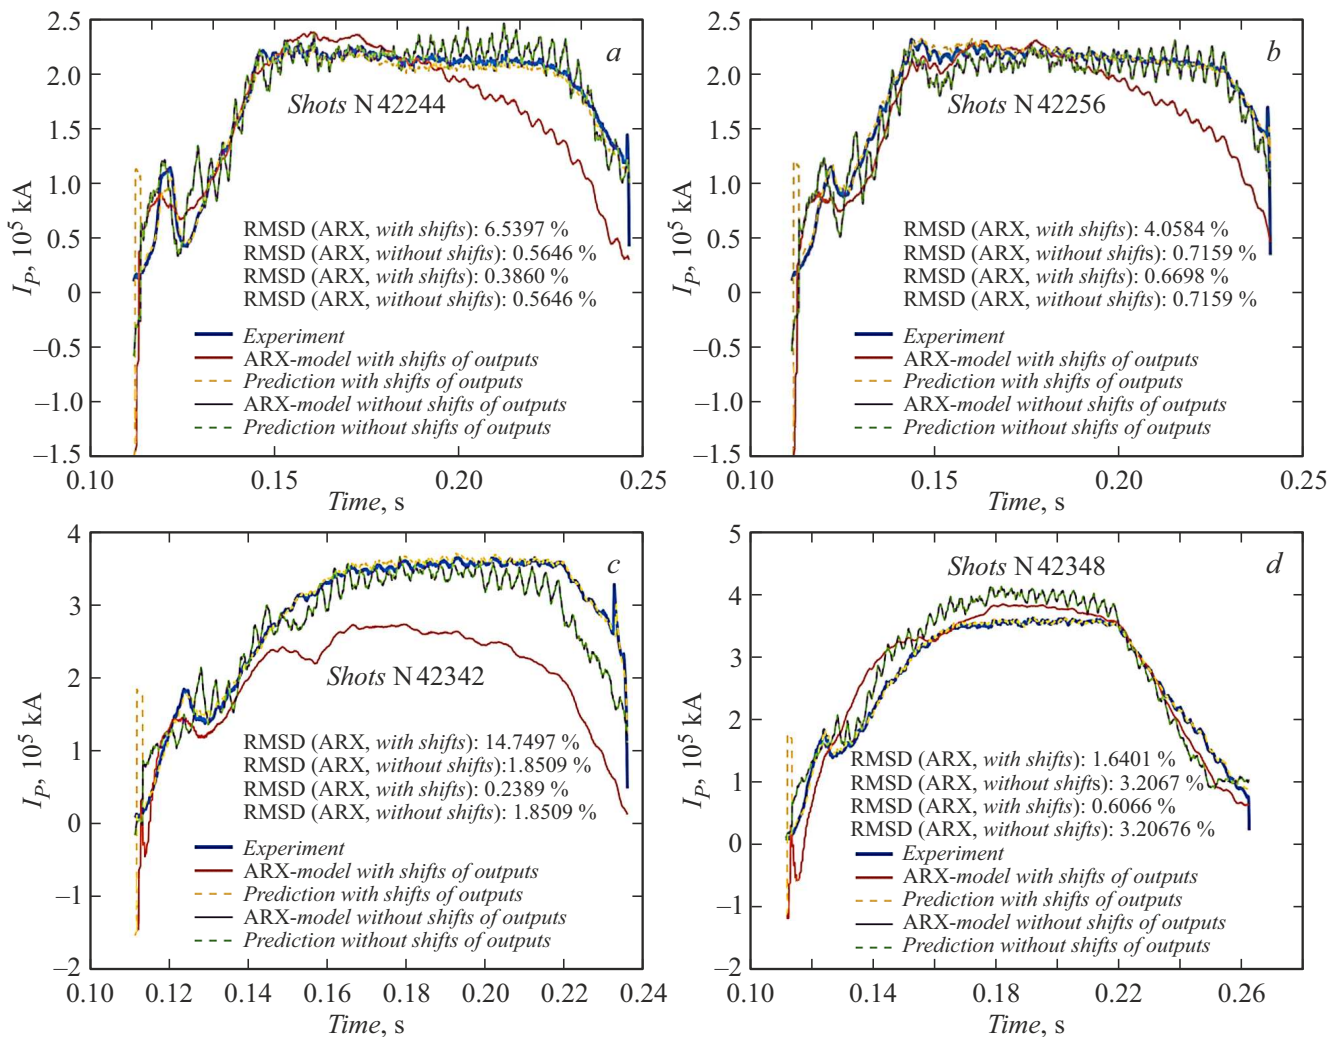 2.5
2.0
1.5
1.0
0.5
0
–0.5
–1.0
–1.5
I_P, 10^5 kA
a
Shots N 42244
RMSD (ARX, with shifts): 6.5397 %
RMSD (ARX, without shifts): 0.5646 %
RMSD (ARX, with shifts): 0.3860 %
RMSD (ARX, without shifts): 0.5646 %
Experiment
ARX-model with shifts of outputs
Prediction with shifts of outputs
ARX-model without shifts of outputs
Prediction without shifts of outputs
0.10 0.15 0.20 0.25
Time, s
2.5
2.0
1.5
1.0
0.5
0
–0.5
–1.0
–1.5
I_P, 10^5 kA
b
Shots N 42256
RMSD (ARX, with shifts): 4.0584 %
RMSD (ARX, without shifts): 0.7159 %
RMSD (ARX, with shifts): 0.6698 %
RMSD (ARX, without shifts): 0.7159 %
Experiment
ARX-model with shifts of outputs
Prediction with shifts of outputs
ARX-model without shifts of outputs
Prediction without shifts of outputs
0.10 0.15 0.20 0.25
Time, s
4
3
2
1
0
–1
–2
I_P, 10^5 kA
c
Shots N 42342
RMSD (ARX, with shifts): 14.7497 %
RMSD (ARX, without shifts):1.8509 %
RMSD (ARX, with shifts): 0.2389 %
RMSD (ARX, without shifts): 1.8509 %
Experiment
ARX-model with shifts of outputs
Prediction with shifts of outputs
ARX-model without shifts of outputs
Prediction without shifts of outputs
0.10 0.12 0.14 0.16 0.18 0.20 0.22 0.24
Time, s
5
4
3
2
1
0
–1
–2
I_P, 10^5 kA
d
Shots N 42348
RMSD (ARX, with shifts): 1.6401 %
RMSD (ARX, without shifts): 3.2067 %
RMSD (ARX, with shifts): 0.6066 %
RMSD (ARX, without shifts): 3.20676 %
Experiment
ARX-model with shifts of outputs
Prediction with shifts of outputs
ARX-model without shifts of outputs
Prediction without shifts of outputs
0.10 0.14 0.18 0.22 0.26
Time, s